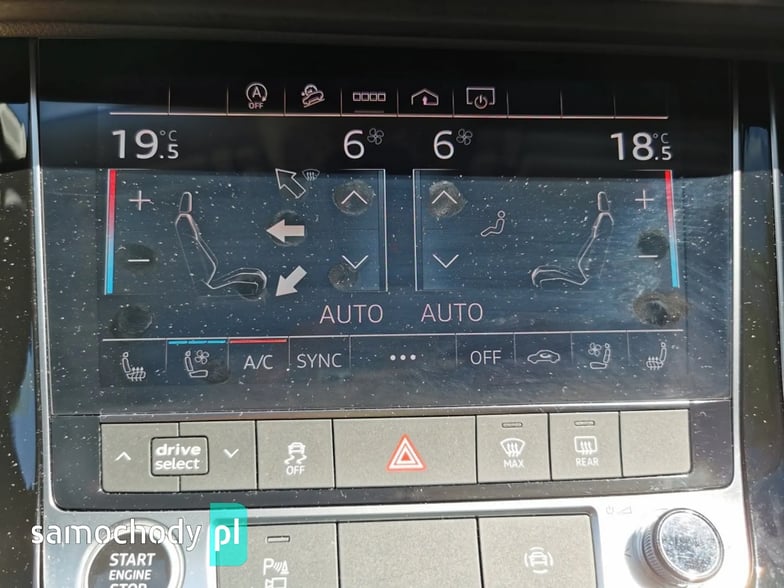 A
OFF
19.5°C
6
6
18.5°C
AUTO
AUTO
A/C
SYNC
OFF
drive
select
OFF
MAX
REAR
samochody pl
START
ENGINE
STOP
P